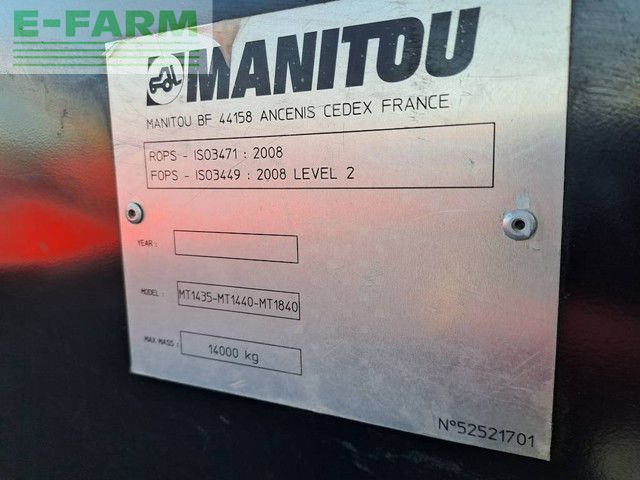 E-FARM
MANITOU
MANITOU BF 44158 ANCENIS CEDEX FRANCE
ROPS - ISO3471 : 2008
FOPS - ISO3449 : 2008 LEVEL 2
YEAR :
MODEL : MT1435-MT1440-MT1840
MAX MASS : 14000 kg
N°52521701